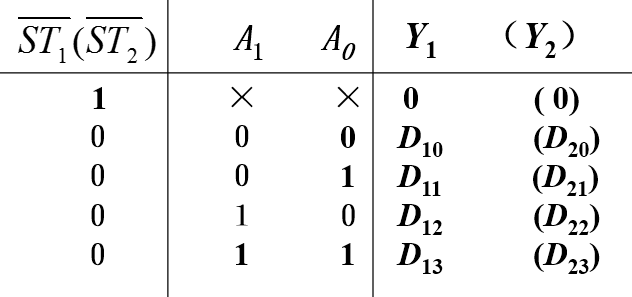 $\overline{ST_1}(\overline{ST_2})$ $A_1$ $A_0$ $Y_1$ （$Y_2$）
1 × × 0 (0)
0 0 0 $D_{10}$ ($D_{20}$)
0 0 1 $D_{11}$ ($D_{21}$)
0 1 0 $D_{12}$ ($D_{22}$)
0 1 1 $D_{13}$ ($D_{23}$)